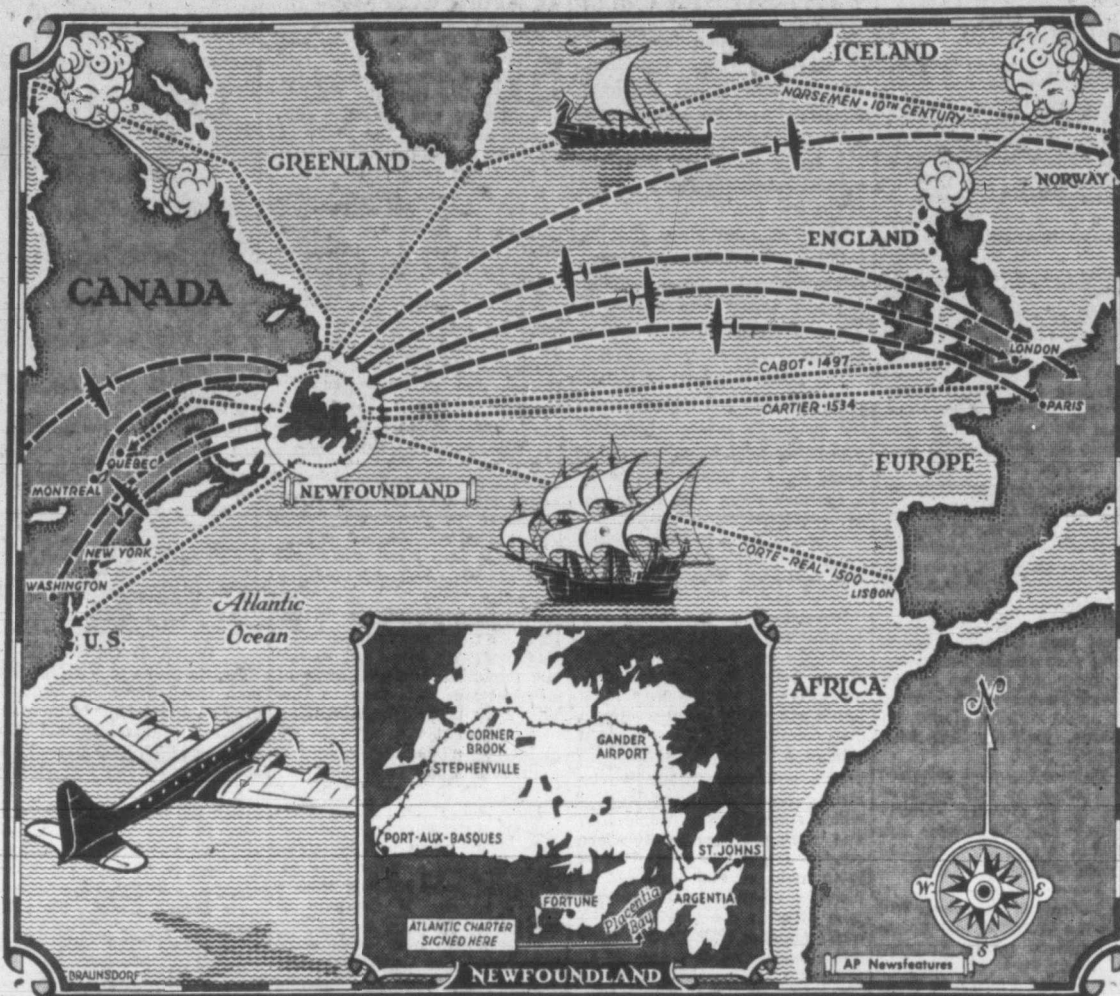 ICELAND
NORSEMEN • 10TH CENTURY
GREENLAND
NORWAY
ENGLAND
CANADA
LONDON
CABOT • 1497
CARTIER • 1534
PARIS
QUEBEC
MONTREAL
EUROPE
NEWFOUNDLAND
NEW YORK
CORTE-REAL • 1500
WASHINGTON
LISBON
Atlantic
Ocean
U.S.
AFRICA
N
CORNER
BROOK
GANDER
AIRPORT
STEPHENVILLE
PORT-AUX-BASQUES
ST. JOHNS
W
E
FORTUNE
Placentia
Bay
ARGENTIA
ATLANTIC CHARTER
SIGNED HERE
S
BRAUNSDORF
NEWFOUNDLAND
AP Newsfeatures